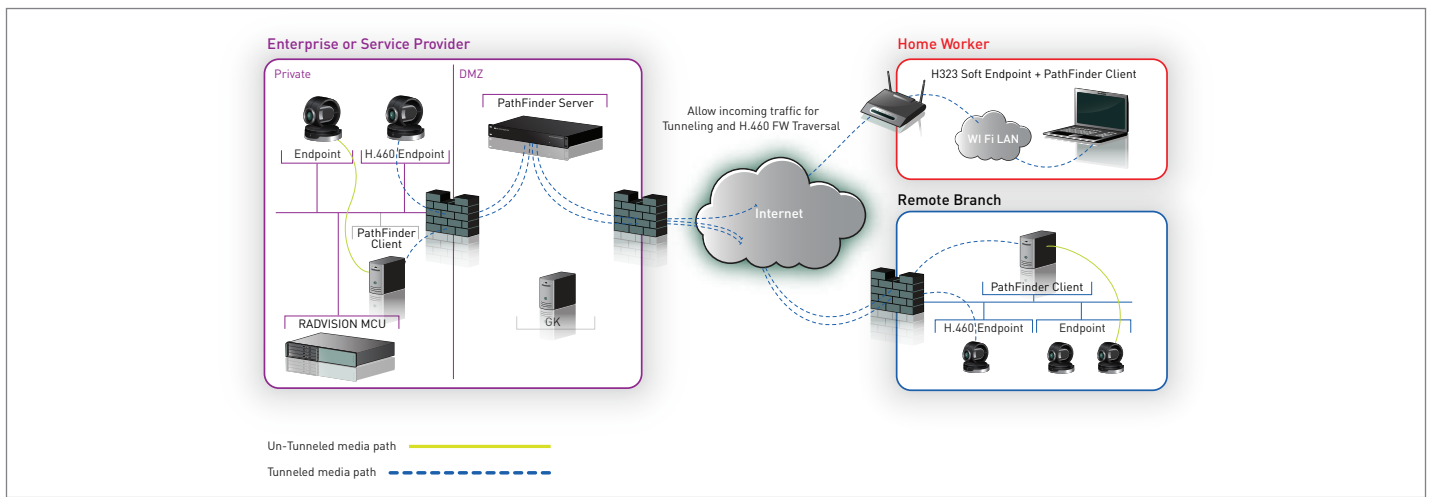 Enterprise or Service Provider
Private
DMZ
Endpoint
H.460 Endpoint
PathFinder
Client
RADVISION MCU
PathFinder Server
GK
Allow incoming traffic for
Tunneling and H.460 FW Traversal
Internet
Home Worker
H323 Soft Endpoint + PathFinder Client
WI Fi LAN
Remote Branch
PathFinder Client
H.460 Endpoint
Endpoint
Un-Tunneled media path
Tunneled media path